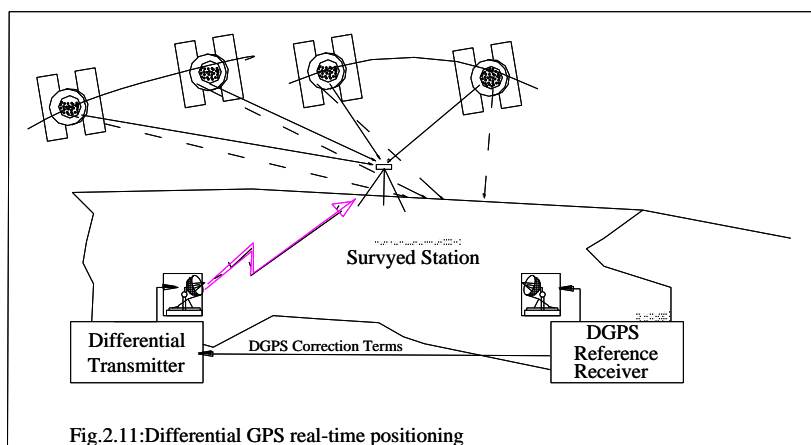 Survyed Station
Differential
Transmitter
DGPS Correction Terms
DGPS
Reference
Receiver
Fig.2.11:Differential GPS real-time positioning